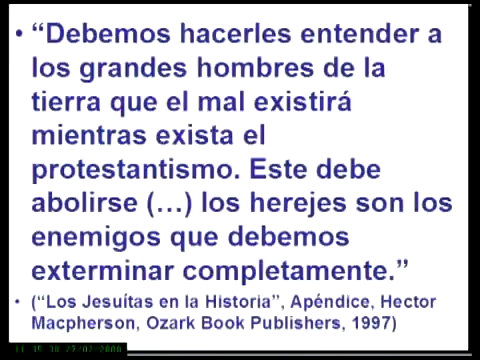 • “Debemos hacerles entender a
los grandes hombres de la
tierra que el mal existirá
mientras exista el
protestantismo. Este debe
abolirse (…) los herejes son los
enemigos que debemos
exterminar completamente.”
• (“Los Jesuítas en la Historia”, Apéndice, Hector
Macpherson, Ozark Book Publishers, 1997)